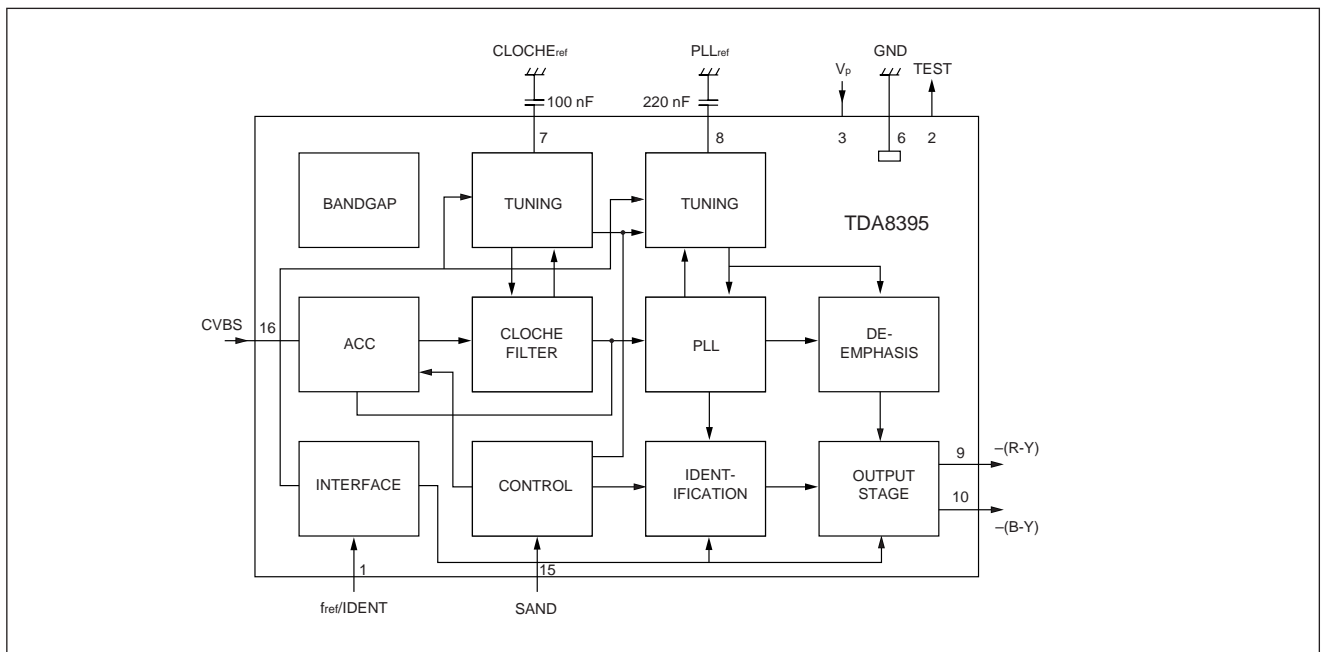 CLOCHEref
PLLref
GND
Vp
TEST
100 nF
220 nF
7
8
3
6
2
BANDGAP
TUNING
TUNING
TDA8395
CVBS
16
ACC
CLOCHE
FILTER
PLL
DE-
EMPHASIS
INTERFACE
CONTROL
IDENT-
IFICATION
OUTPUT
STAGE
9
–(R-Y)
10
–(B-Y)
1
15
fref/IDENT
SAND